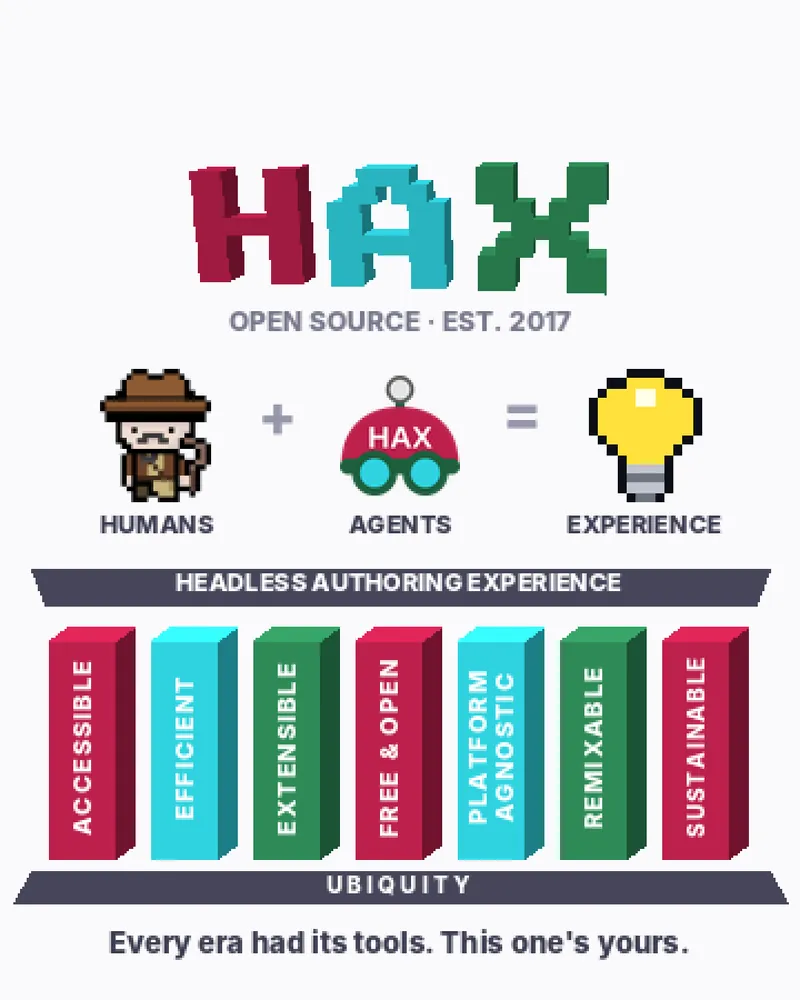 HAX
OPEN SOURCE · EST. 2017
+
HAX
=
HUMANS
AGENTS
EXPERIENCE
HEADLESS AUTHORING EXPERIENCE
ACCESSIBLE
EFFICIENT
EXTENSIBLE
FREE & OPEN
PLATFORM
AGNOSTIC
REMIXABLE
SUSTAINABLE
UBIQUITY
Every era had its tools. This one's yours.